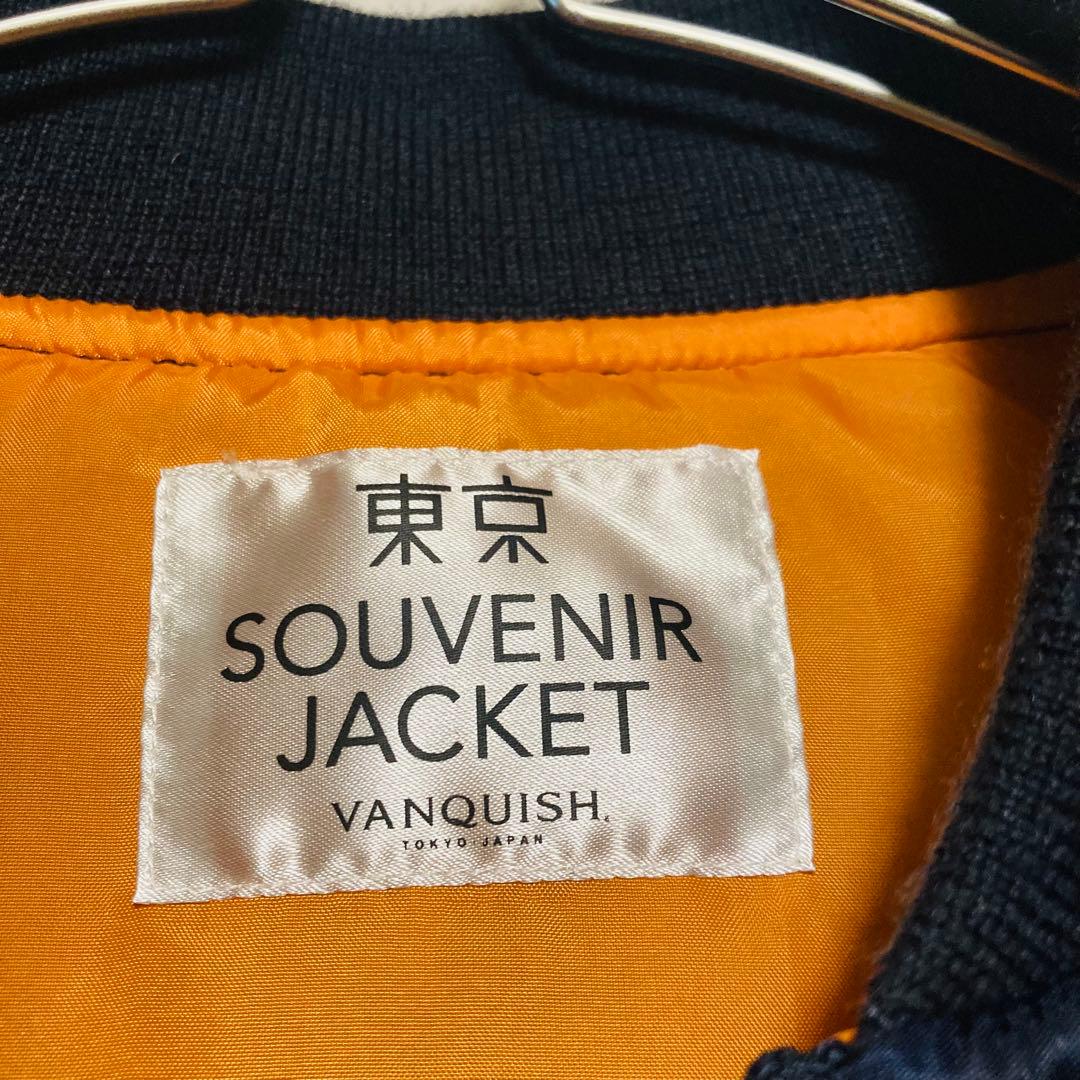 東京
SOUVENIR
JACKET
VANQUISH.
TOKYO JAPAN